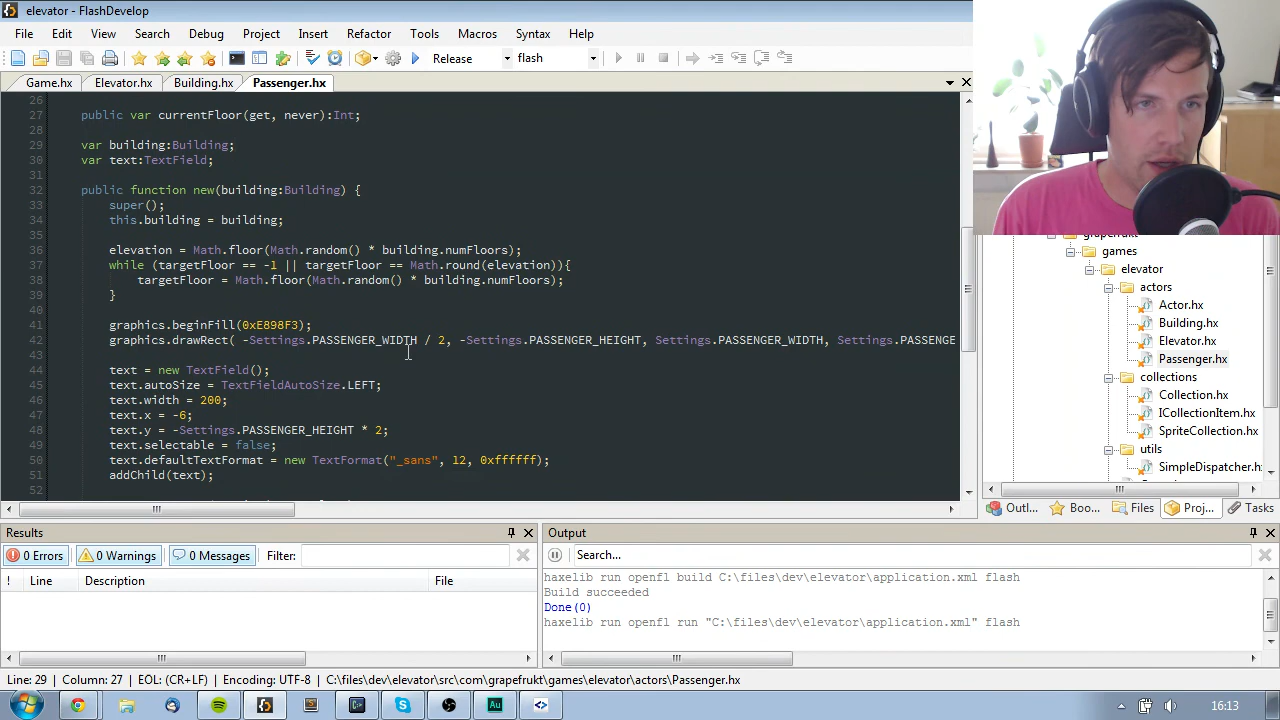 elevator - FlashDevelop
File Edit View Search Debug Project Insert Refactor Tools Macros Syntax Help
Release flash
Game.hx Elevator.hx Building.hx Passenger.hx
26
27 public var currentFloor(get, never):Int;
28
29 var building:Building;
30 var text:TextField;
31
32 public function new(building:Building) {
33 super();
34 this.building = building;
35
36 elevation = Math.floor(Math.random() * building.numFloors);
37 while (targetFloor == -1 || targetFloor == Math.round(elevation)){
38 targetFloor = Math.floor(Math.random() * building.numFloors);
39 }
40
41 graphics.beginFill(0xE898F3);
42 graphics.drawRect( -Settings.PASSENGER_WIDTH / 2, -Settings.PASSENGER_HEIGHT, Settings.PASSENGER_WIDTH, Settings.PASSENGE
43
44 text = new TextField();
45 text.autoSize = TextFieldAutoSize.LEFT;
46 text.width = 200;
47 text.x = -6;
48 text.y = -Settings.PASSENGER_HEIGHT * 2;
49 text.selectable = false;
50 text.defaultTextFormat = new TextFormat("_sans", 12, 0xffffff);
51 addChild(text);
52
games
elevator
actors
Actor.hx
Building.hx
Elevator.hx
Passenger.hx
collections
Collection.hx
ICollectionItem.hx
SpriteCollection.hx
utils
SimpleDispatcher.hx
Outl... Boo... Files Proj... Tasks
Results
0 Errors 0 Warnings 0 Messages Filter:
! Line Description File
Output
Search...
haxelib run openfl build C:\files\dev\elevator\application.xml flash
Build succeeded
Done(0)
haxelib run openfl run "C:\files\dev\elevator\application.xml" flash
Line: 29 Column: 27 EOL: (CR+LF) Encoding: UTF-8 C:\files\dev\elevator\src\com\grapefrukt\games\elevator\actors\Passenger.hx
Au
16:13